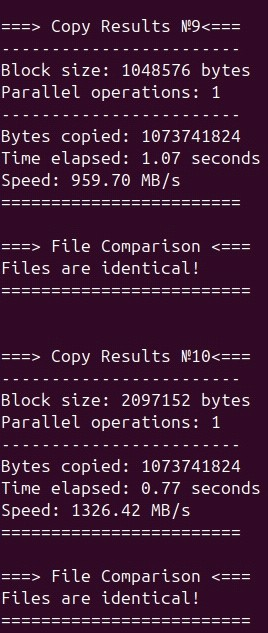 ===> Copy Results №9<===
------------------------
Block size: 1048576 bytes
Parallel operations: 1
------------------------
Bytes copied: 1073741824
Time elapsed: 1.07 seconds
Speed: 959.70 MB/s
========================
===> File Comparison <===
Files are identical!
=========================
===> Copy Results №10<===
------------------------
Block size: 2097152 bytes
Parallel operations: 1
------------------------
Bytes copied: 1073741824
Time elapsed: 0.77 seconds
Speed: 1326.42 MB/s
========================
===> File Comparison <===
Files are identical!
=========================